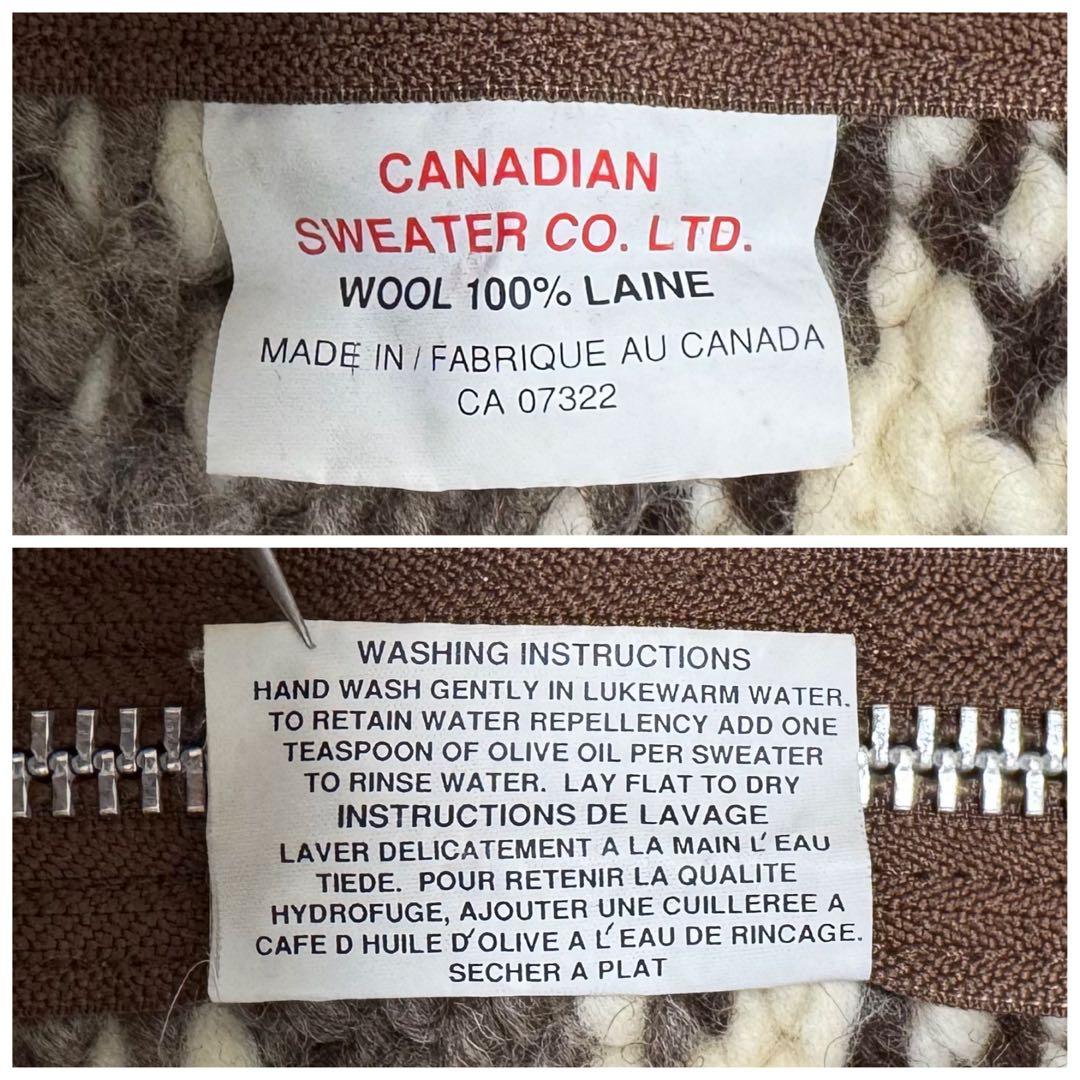 CANADIAN
SWEATER CO. LTD.
WOOL 100% LAINE
MADE IN / FABRIQUE AU CANADA
CA 07322
WASHING INSTRUCTIONS
HAND WASH GENTLY IN LUKEWARM WATER.
TO RETAIN WATER REPELLENCY ADD ONE
TEASPOON OF OLIVE OIL PER SWEATER
TO RINSE WATER. LAY FLAT TO DRY
INSTRUCTIONS DE LAVAGE
LAVER DELICATEMENT A LA MAIN L'EAU
TIEDE. POUR RETENIR LA QUALITE
HYDROFUGE, AJOUTER UNE CUILLEREE A
CAFE D HUILE D'OLIVE A L'EAU DE RINCAGE.
SECHER A PLAT